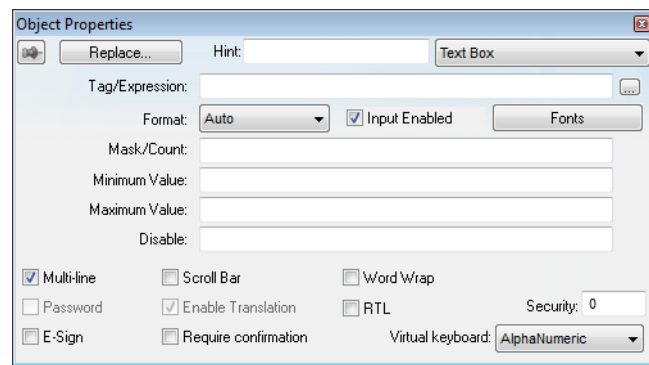 Object Properties
Replace... Hint: Text Box
Tag/Expression: ...
Format: Auto Input Enabled Fonts
Mask/Count:
Minimum Value:
Maximum Value:
Disable:
Multi-line Scroll Bar Word Wrap
Password Enable Translation RTL Security: 0
E-Sign Require confirmation Virtual keyboard: AlphaNumeric